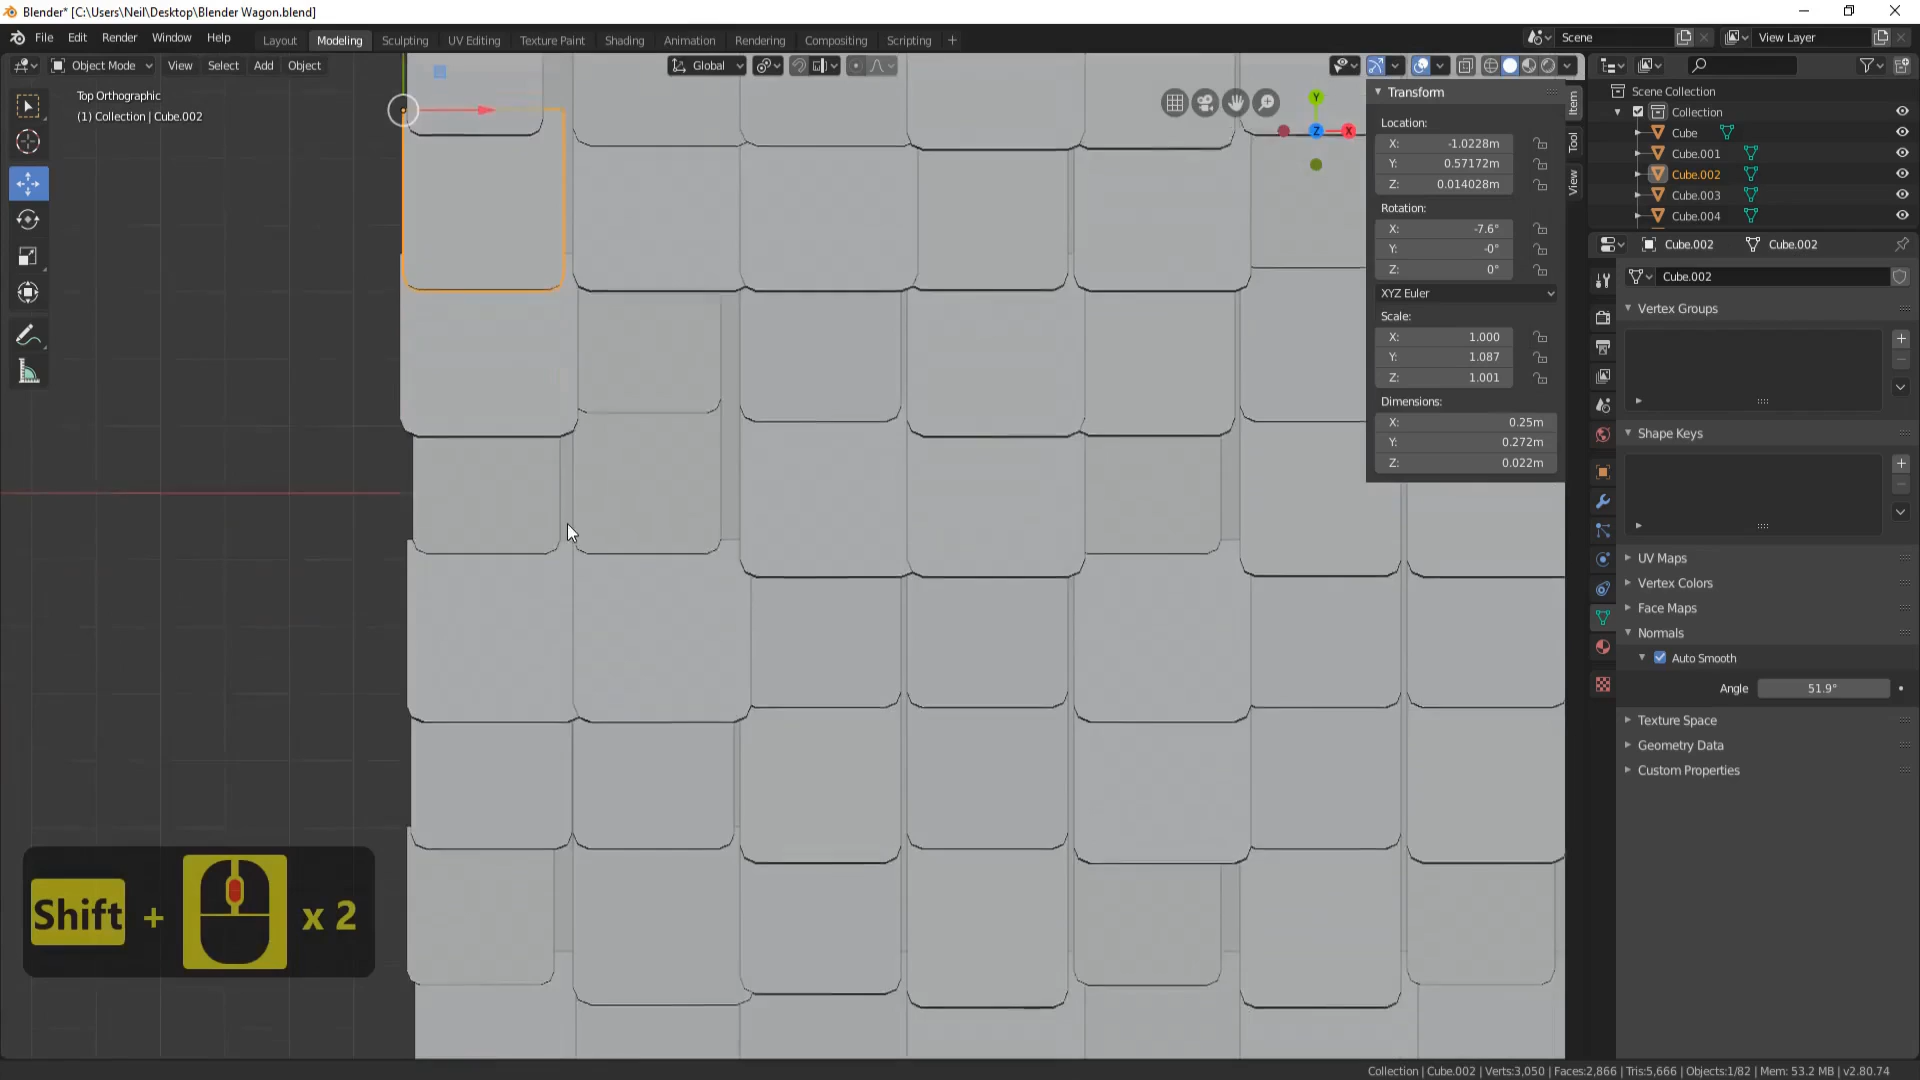 Blender* [C:\Users\Neil\Desktop\Blender Wagon.blend]
File Edit Render Window Help
Layout Modeling Sculpting UV Editing Texture Paint Shading Animation Rendering Compositing Scripting +
Scene
View Layer
Object Mode View Select Add Object
Global
Top Orthographic
(1) Collection | Cube.002
Y
Z
X
Transform
Location:
X: -1.0228m
Y: 0.57172m
Z: 0.014028m
Rotation:
X: -7.6°
Y: -0°
Z: 0°
XYZ Euler
Scale:
X: 1.000
Y: 1.087
Z: 1.001
Dimensions:
X: 0.25m
Y: 0.272m
Z: 0.022m
Item
Tool
View
Scene Collection
Collection
Cube
Cube.001
Cube.002
Cube.003
Cube.004
Cube.002 Cube.002
Cube.002
Vertex Groups
Shape Keys
UV Maps
Vertex Colors
Face Maps
Normals
Auto Smooth
Angle 51.9°
Texture Space
Geometry Data
Custom Properties
Shift + x 2
Collection | Cube.002 | Verts:3,050 | Faces:2,866 | Tris:5,666 | Objects:1/82 | Mem: 53.2 MB | v2.80.74